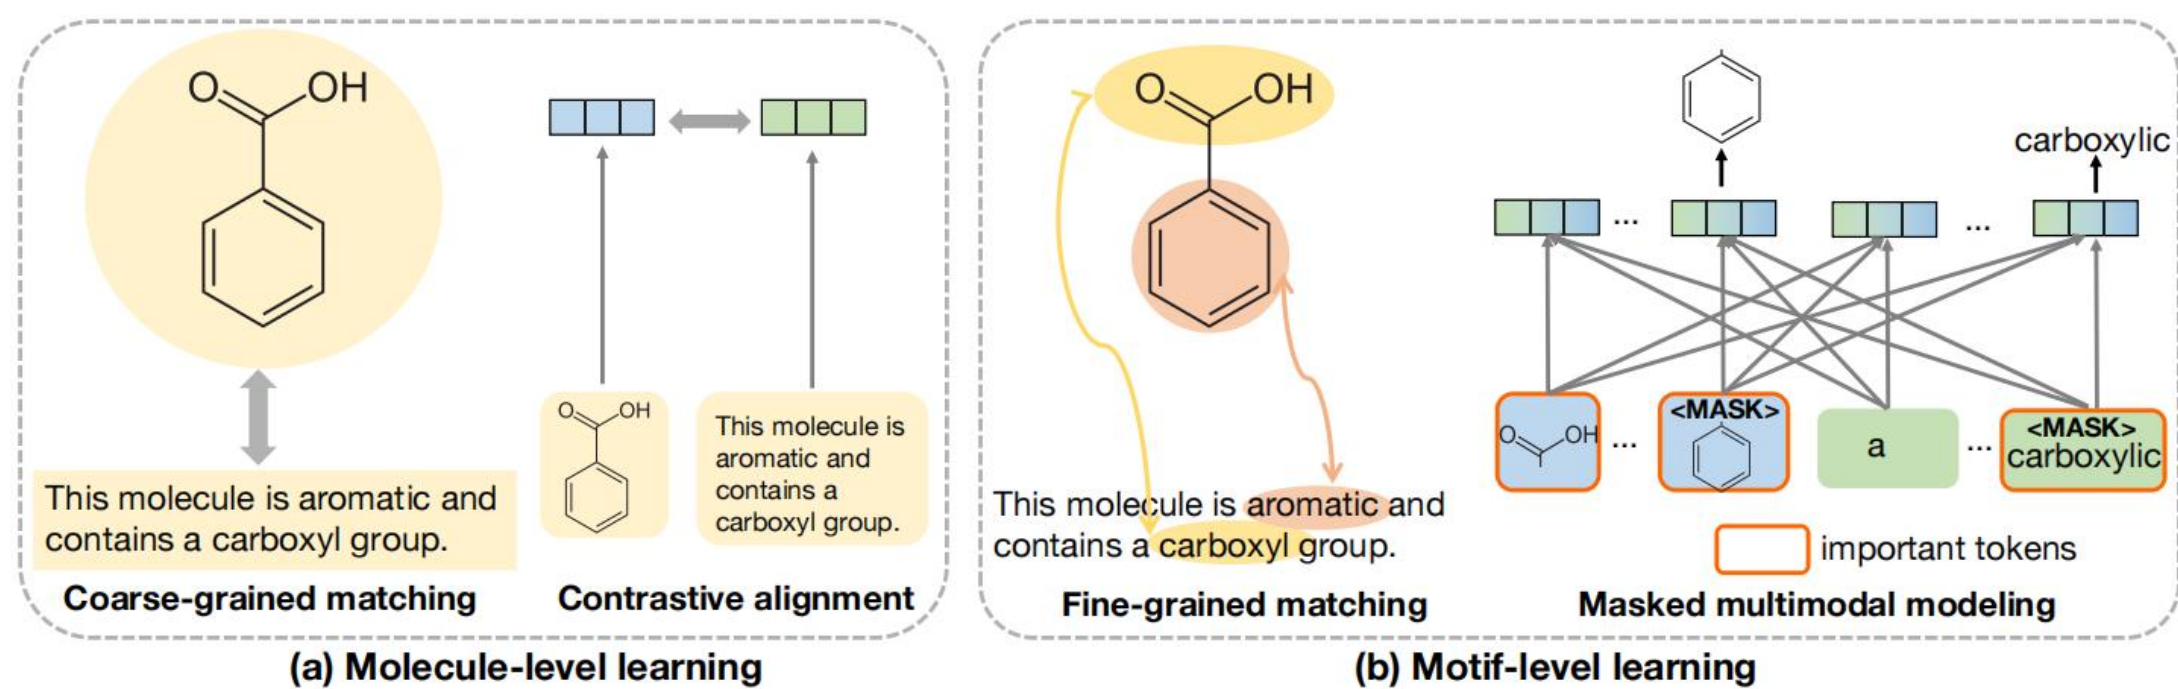 O OH
This molecule is aromatic and
contains a carboxyl group.
Coarse-grained matching
O OH
This molecule is
aromatic and
contains a
carboxyl group.
Contrastive alignment
(a) Molecule-level learning
O OH
This molecule is aromatic and
contains a carboxyl group.
Fine-grained matching
carboxylic
... ...
O OH
...
<MASK>
a
...
<MASK>
carboxylic
important tokens
Masked multimodal modeling
(b) Motif-level learning